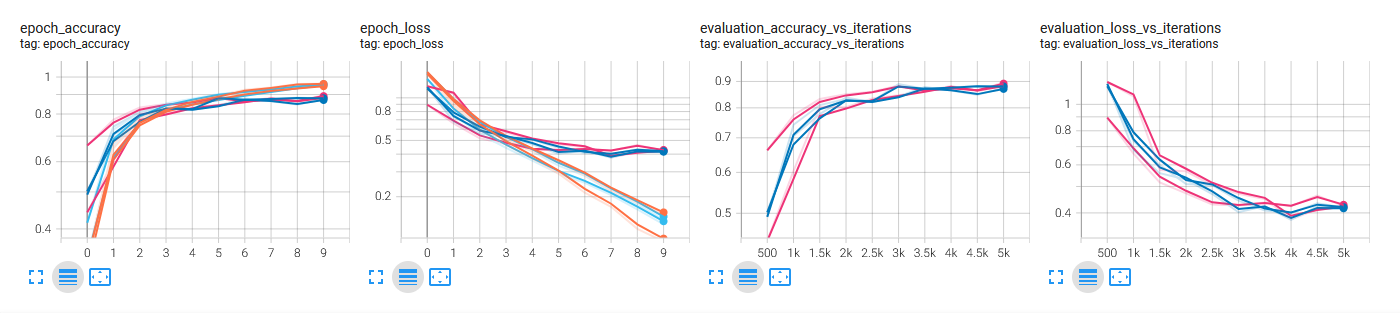 epoch_accuracy
tag: epoch_accuracy
1
0.8
0.6
0.4
0 1 2 3 4 5 6 7 8 9
epoch_loss
tag: epoch_loss
0.8
0.5
0.2
0 1 2 3 4 5 6 7 8 9
evaluation_accuracy_vs_iterations
tag: evaluation_accuracy_vs_iterations
0.9
0.8
0.7
0.6
0.5
500 1k 1.5k 2k 2.5k 3k 3.5k 4k 4.5k 5k
evaluation_loss_vs_iterations
tag: evaluation_loss_vs_iterations
1
0.8
0.6
0.4
500 1k 1.5k 2k 2.5k 3k 3.5k 4k 4.5k 5k